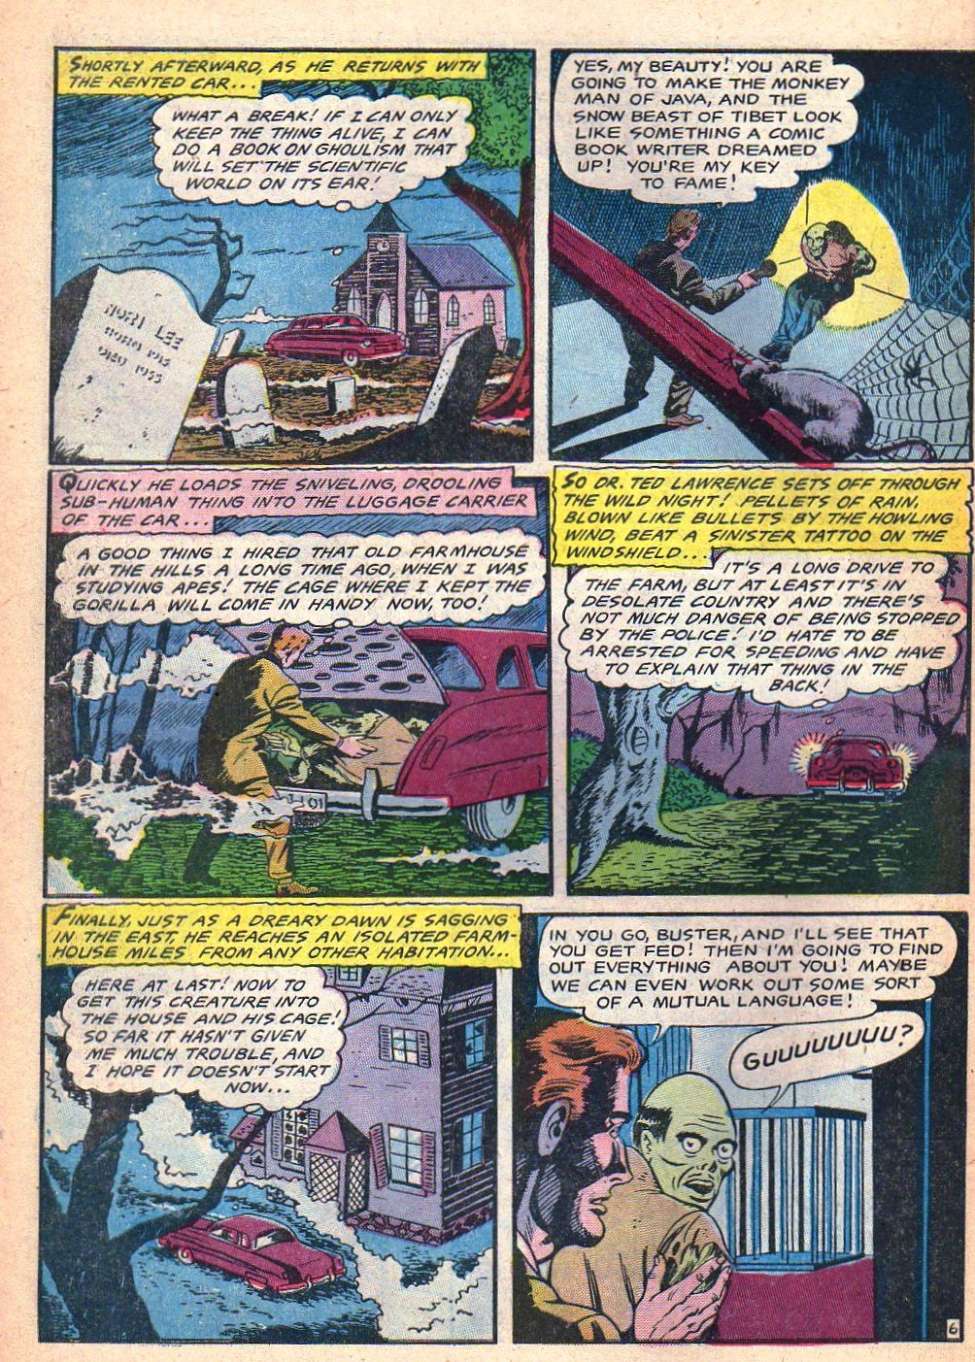 SHORTLY AFTERWARD, AS HE RETURNS WITH
THE RENTED CAR...
WHAT A BREAK! IF I CAN ONLY
KEEP THE THING ALIVE, I CAN
DO A BOOK ON GHOULISM THAT
WILL SET THE SCIENTIFIC
WORLD ON ITS EAR!
LEE
YES, MY BEAUTY! YOU ARE
GOING TO MAKE THE MONKEY
MAN OF JAVA, AND THE
SNOW BEAST OF TIBET LOOK
LIKE SOMETHING A COMIC
BOOK WRITER DREAMED
UP! YOU'RE MY KEY
TO FAME!
QUICKLY HE LOADS THE SNIVELING, DROOLING
SUB-HUMAN THING INTO THE LUGGAGE CARRIER
OF THE CAR...
A GOOD THING I HIRED THAT OLD FARMHOUSE
IN THE HILLS A LONG TIME AGO, WHEN I WAS
STUDYING APES! THE CAGE WHERE I KEPT THE
GORILLA WILL COME IN HANDY NOW, TOO!
SO DR. TED LAWRENCE SETS OFF THROUGH
THE WILD NIGHT! PELLETS OF RAIN,
BLOWN LIKE BULLETS BY THE HOWLING
WIND, BEAT A SINISTER TATTOO ON THE
WINDSHIELD...
IT'S A LONG DRIVE TO
THE FARM, BUT AT LEAST IT'S IN
DESOLATE COUNTRY AND THERE'S
NOT MUCH DANGER OF BEING STOPPED
BY THE POLICE! I'D HATE TO BE
ARRESTED FOR SPEEDING AND HAVE
TO EXPLAIN THAT THING IN THE
BACK!
FINALLY, JUST AS A DREARY DAWN IS SAGGING
IN THE EAST, HE REACHES AN ISOLATED FARM-
HOUSE MILES FROM ANY OTHER HABITATION...
HERE AT LAST! NOW TO
GET THIS CREATURE INTO
THE HOUSE AND HIS CAGE!
SO FAR IT HASN'T GIVEN
ME MUCH TROUBLE, AND
I HOPE IT DOESN'T START
NOW...
IN YOU GO, BUSTER, AND I'LL SEE THAT
YOU GET FED! THEN I'M GOING TO FIND
OUT EVERYTHING ABOUT YOU! MAYBE
WE CAN EVEN WORK OUT SOME SORT
OF A MUTUAL LANGUAGE!
GUUUUUUUU?
6